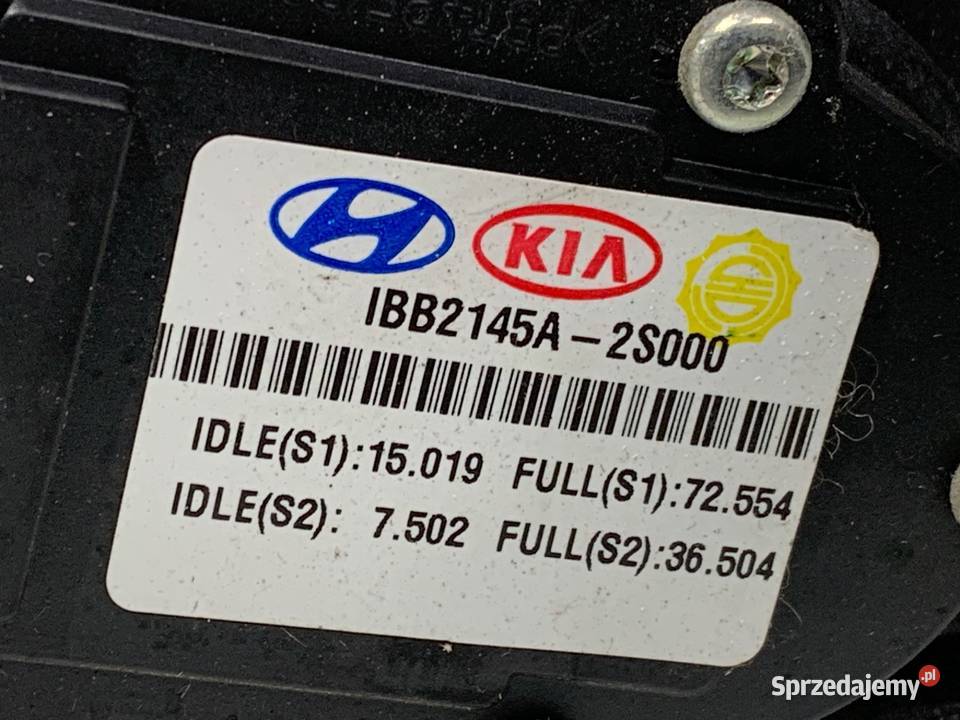 KIA
IBB2145A-2S000
IDLE(S1):15.019 FULL(S1):72.554
IDLE(S2): 7.502 FULL(S2):36.504
Sprzedajemy.pl